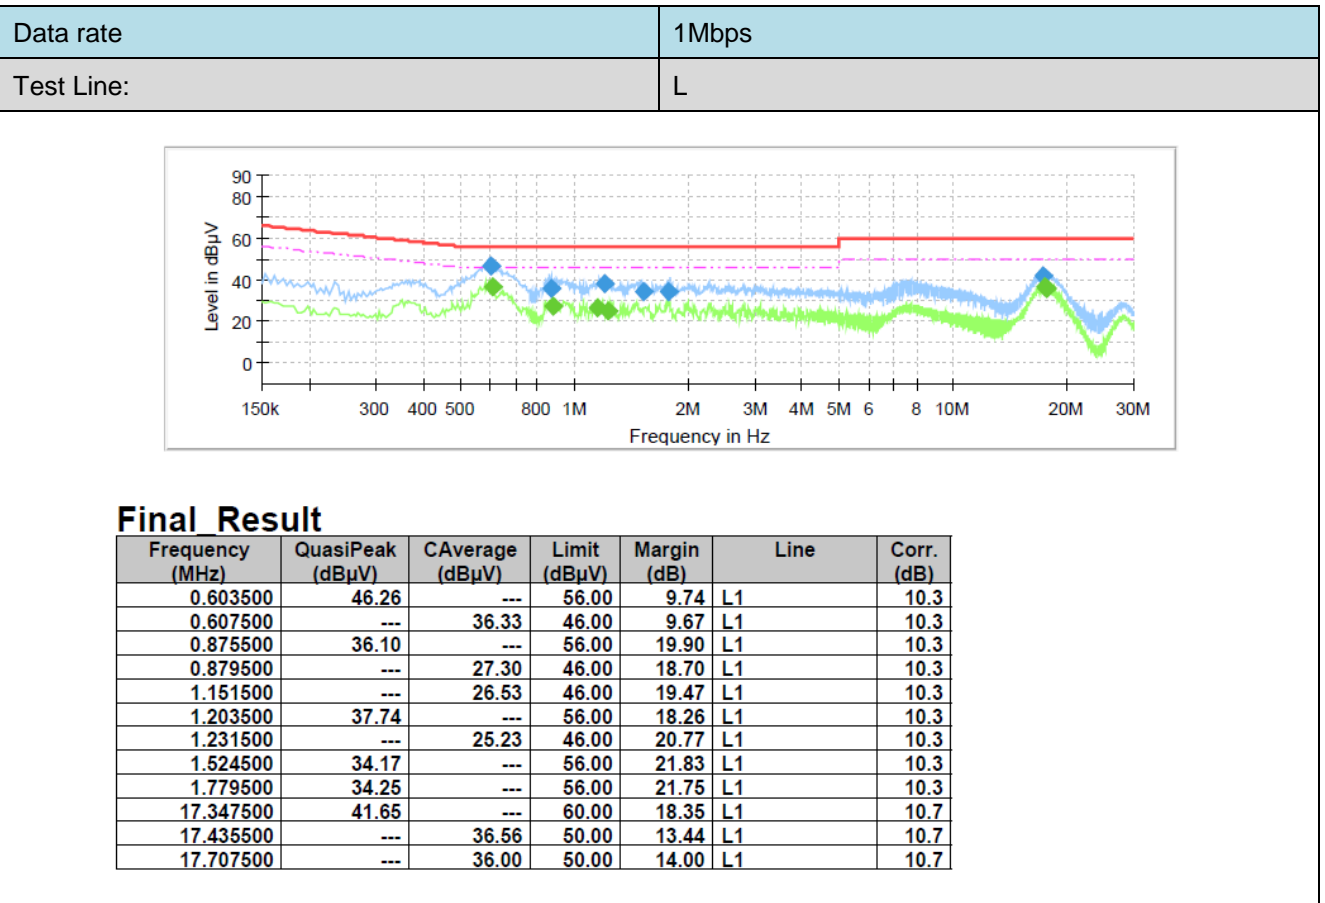 Data rate 1Mbps
Test Line: L
90
80
60
40
20
0
Level in dBµV
150k 300 400 500 800 1M 2M 3M 4M 5M 6 8 10M 20M 30M
Frequency in Hz
Final_Result
Frequency QuasiPeak CAverage Limit Margin Line Corr.
(MHz) (dBµV) (dBµV) (dBµV) (dB) (dB)
0.603500 46.26 --- 56.00 9.74 L1 10.3
0.607500 --- 36.33 46.00 9.67 L1 10.3
0.875500 36.10 --- 56.00 19.90 L1 10.3
0.879500 --- 27.30 46.00 18.70 L1 10.3
1.151500 --- 26.53 46.00 19.47 L1 10.3
1.203500 37.74 --- 56.00 18.26 L1 10.3
1.231500 --- 25.23 46.00 20.77 L1 10.3
1.524500 34.17 --- 56.00 21.83 L1 10.3
1.779500 34.25 --- 56.00 21.75 L1 10.3
17.347500 41.65 --- 60.00 18.35 L1 10.7
17.435500 --- 36.56 50.00 13.44 L1 10.7
17.707500 --- 36.00 50.00 14.00 L1 10.7